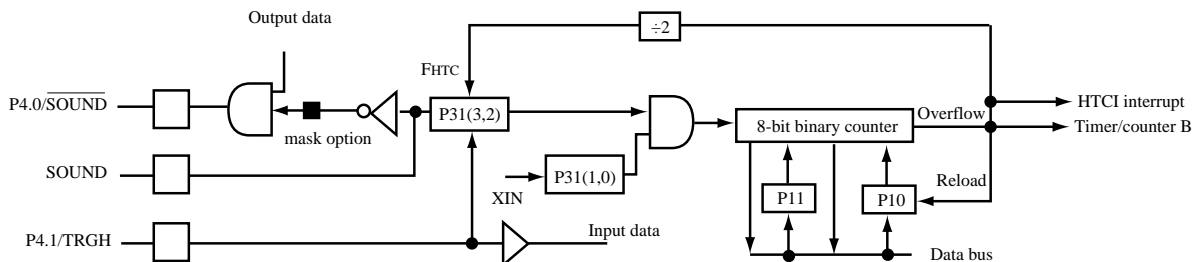 Output data
÷2
FHTC
P4.0/SOUND
P31(3,2)
HTCI interrupt
Overflow
8-bit binary counter
Timer/counter B
mask option
SOUND
P31(1,0)
XIN
Reload
P11
P10
P4.1/TRGH
Input data
Data bus